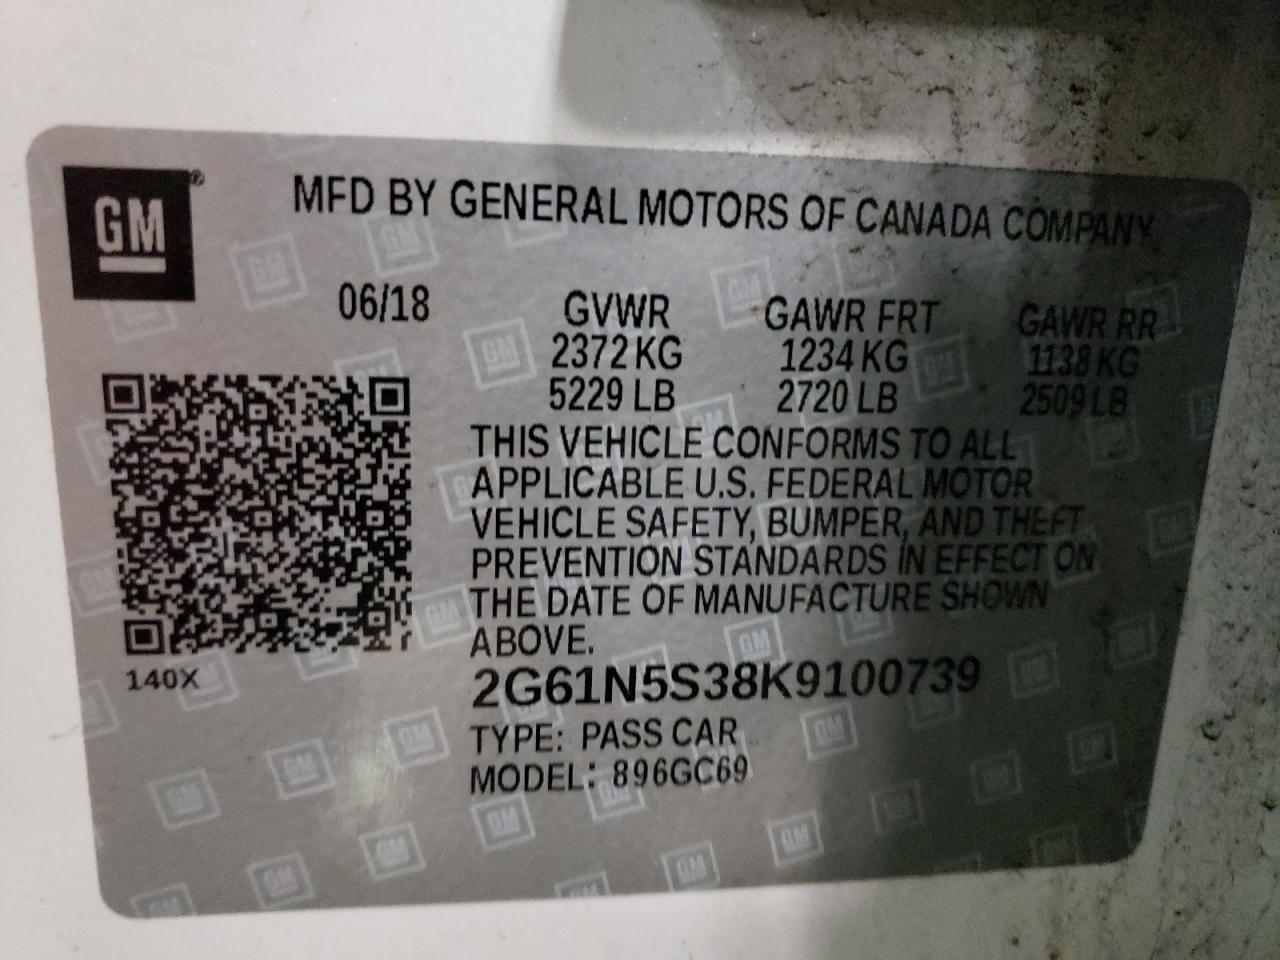 GM®
MFD BY GENERAL MOTORS OF CANADA COMPANY
06/18 GVWR GAWR FRT GAWR RR
2372 KG 1234 KG 1138 KG
5229 LB 2720 LB 2509 LB
THIS VEHICLE CONFORMS TO ALL
APPLICABLE U.S. FEDERAL MOTOR
VEHICLE SAFETY, BUMPER, AND THEFT
PREVENTION STANDARDS IN EFFECT ON
THE DATE OF MANUFACTURE SHOWN
ABOVE.
140X
2G61N5S38K9100739
TYPE: PASS CAR
MODEL: 896GC69